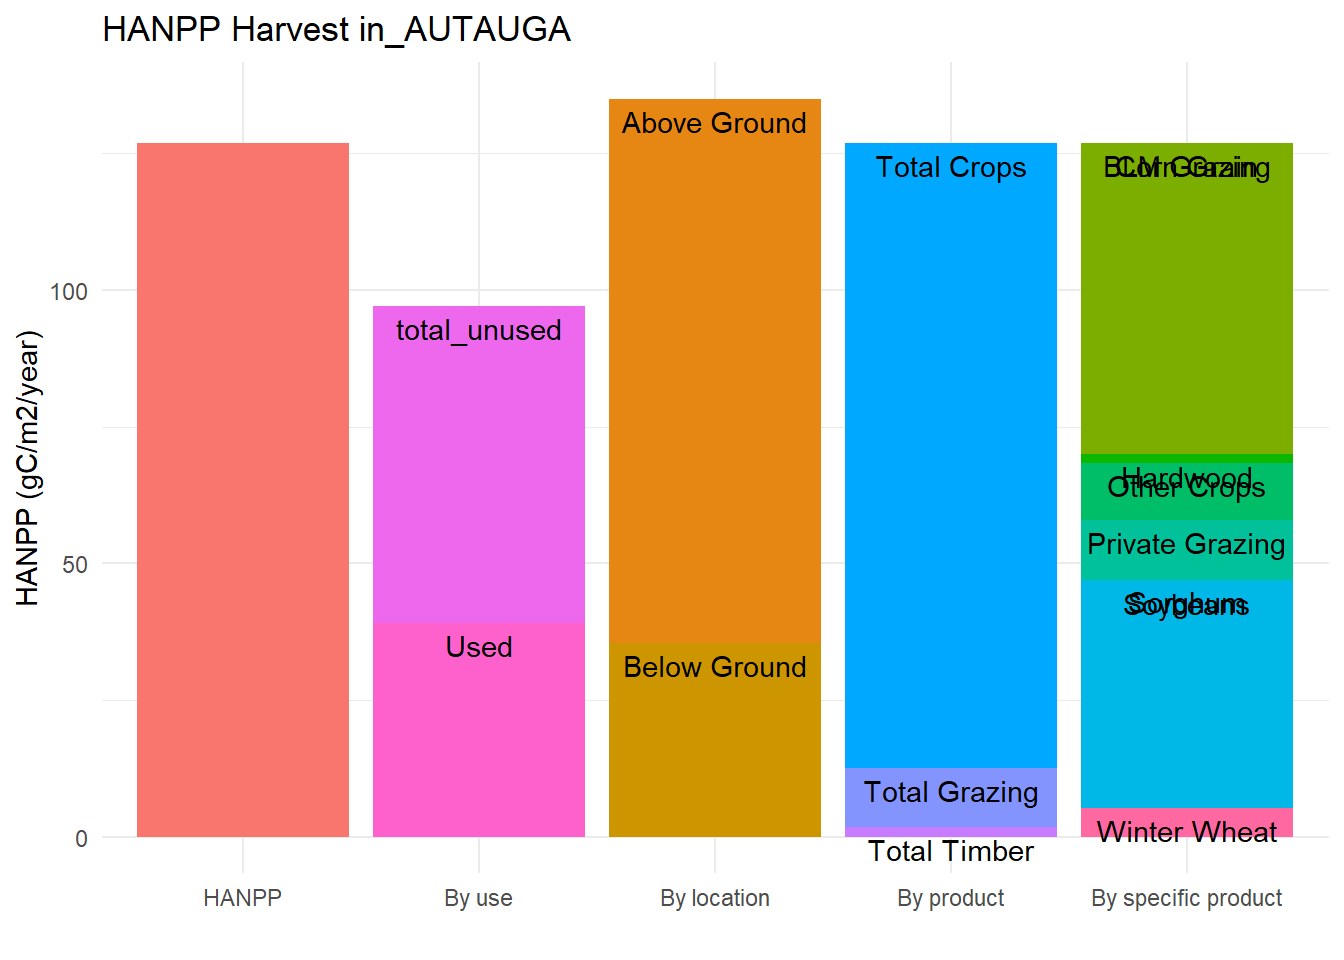 HANPP Harvest in_AUTAUGA
HANPP (gC/m2/year)
100
50
0
total_unused
Used
Above Ground
Below Ground
Total Crops
Total Grazing
Total Timber
BLM Grazing
Corn Grain
Hardwood
Other Crops
Private Grazing
Sorghum
Soybeans
Winter Wheat
HANPP
By use
By location
By product
By specific product